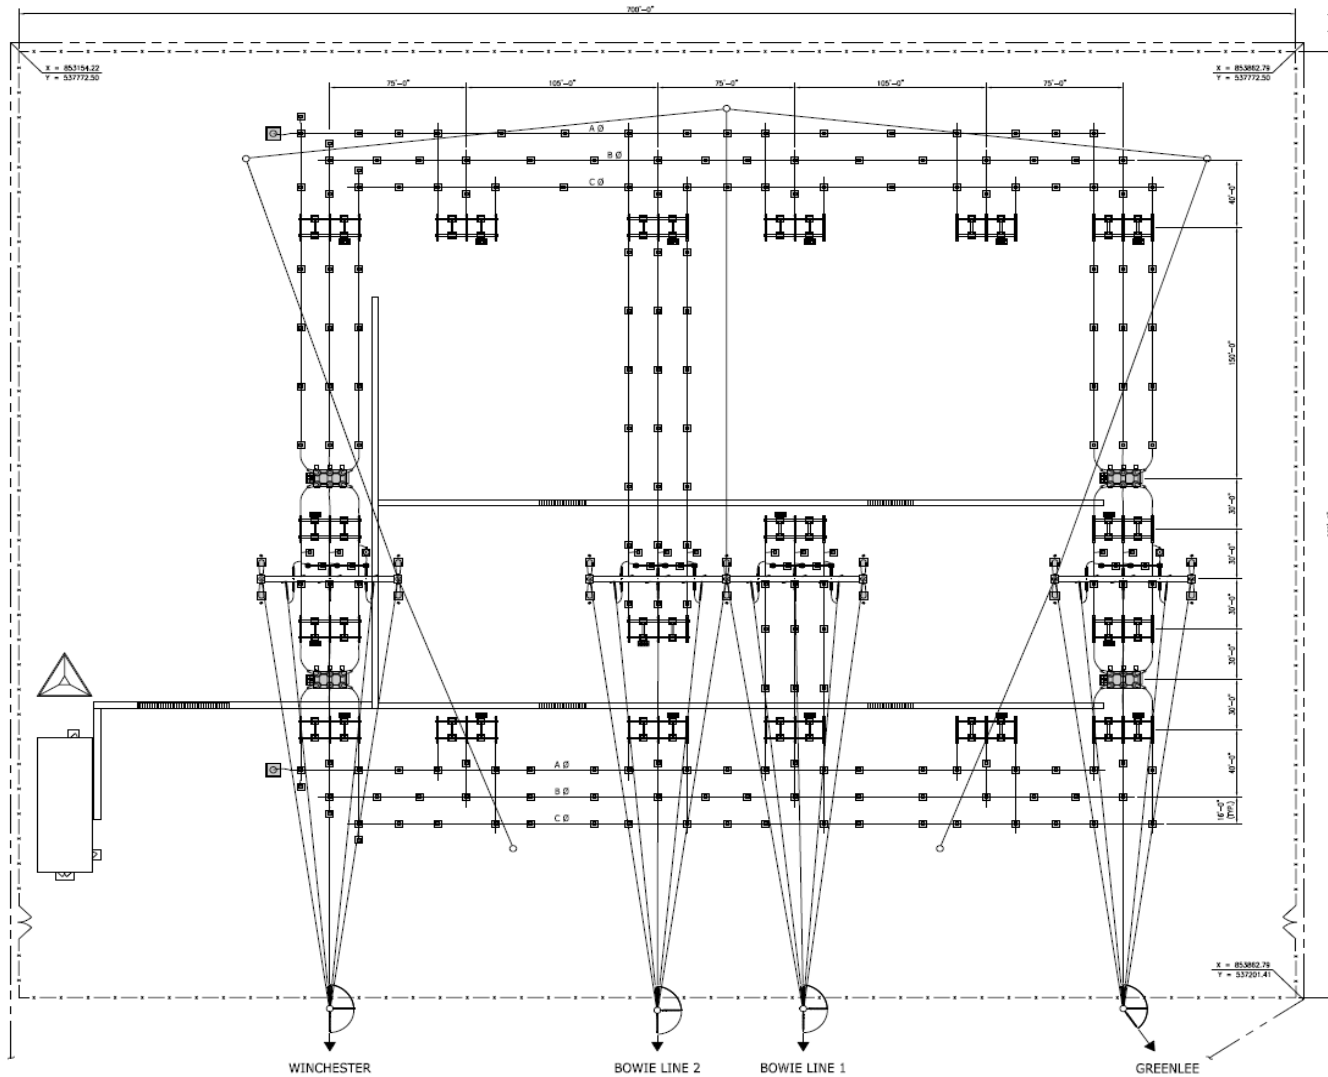 700'-0"
X = 853154.22
Y = 537772.50
X = 853862.79
Y = 537772.50
75'-0"
105'-0"
75'-0"
105'-0"
75'-0"
A Ø
B Ø
C Ø
40'-0"
150'-0"
30'-0"
30'-0"
30'-0"
30'-0"
30'-0"
40'-0"
16'-0"
(TYP.)
A Ø
B Ø
C Ø
X = 853862.79
Y = 537201.41
WINCHESTER
BOWIE LINE 2
BOWIE LINE 1
GREENLEE